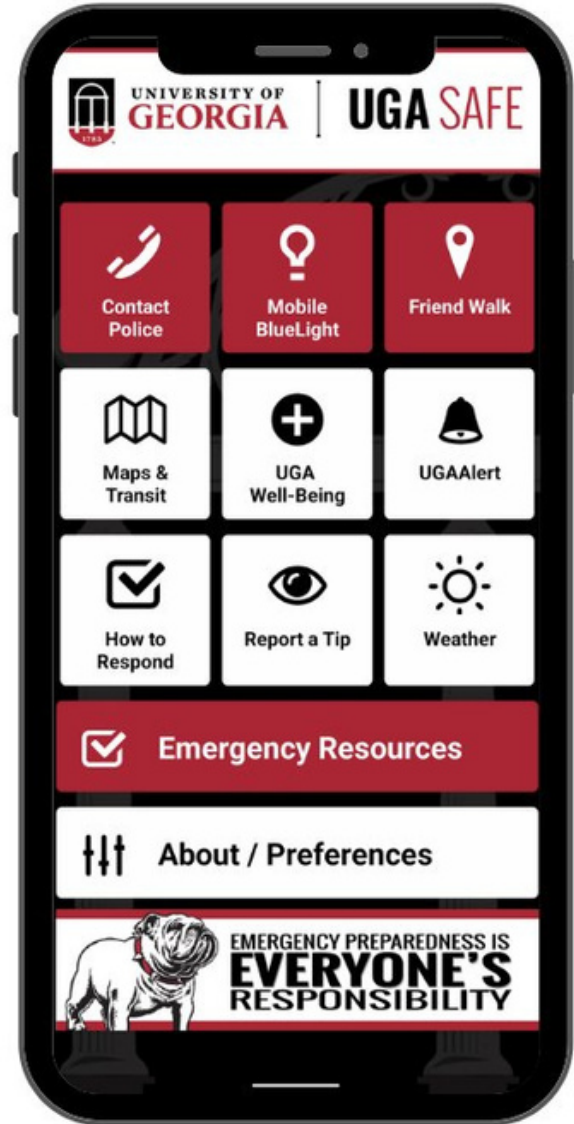 UNIVERSITY OF
GEORGIA
1785
UGA SAFE
Contact
Police
Mobile
BlueLight
Friend Walk
Maps &
Transit
UGA
Well-Being
UGAAlert
How to
Respond
Report a Tip
Weather
Emergency Resources
About / Preferences
EMERGENCY PREPAREDNESS IS
EVERYONE'S
RESPONSIBILITY